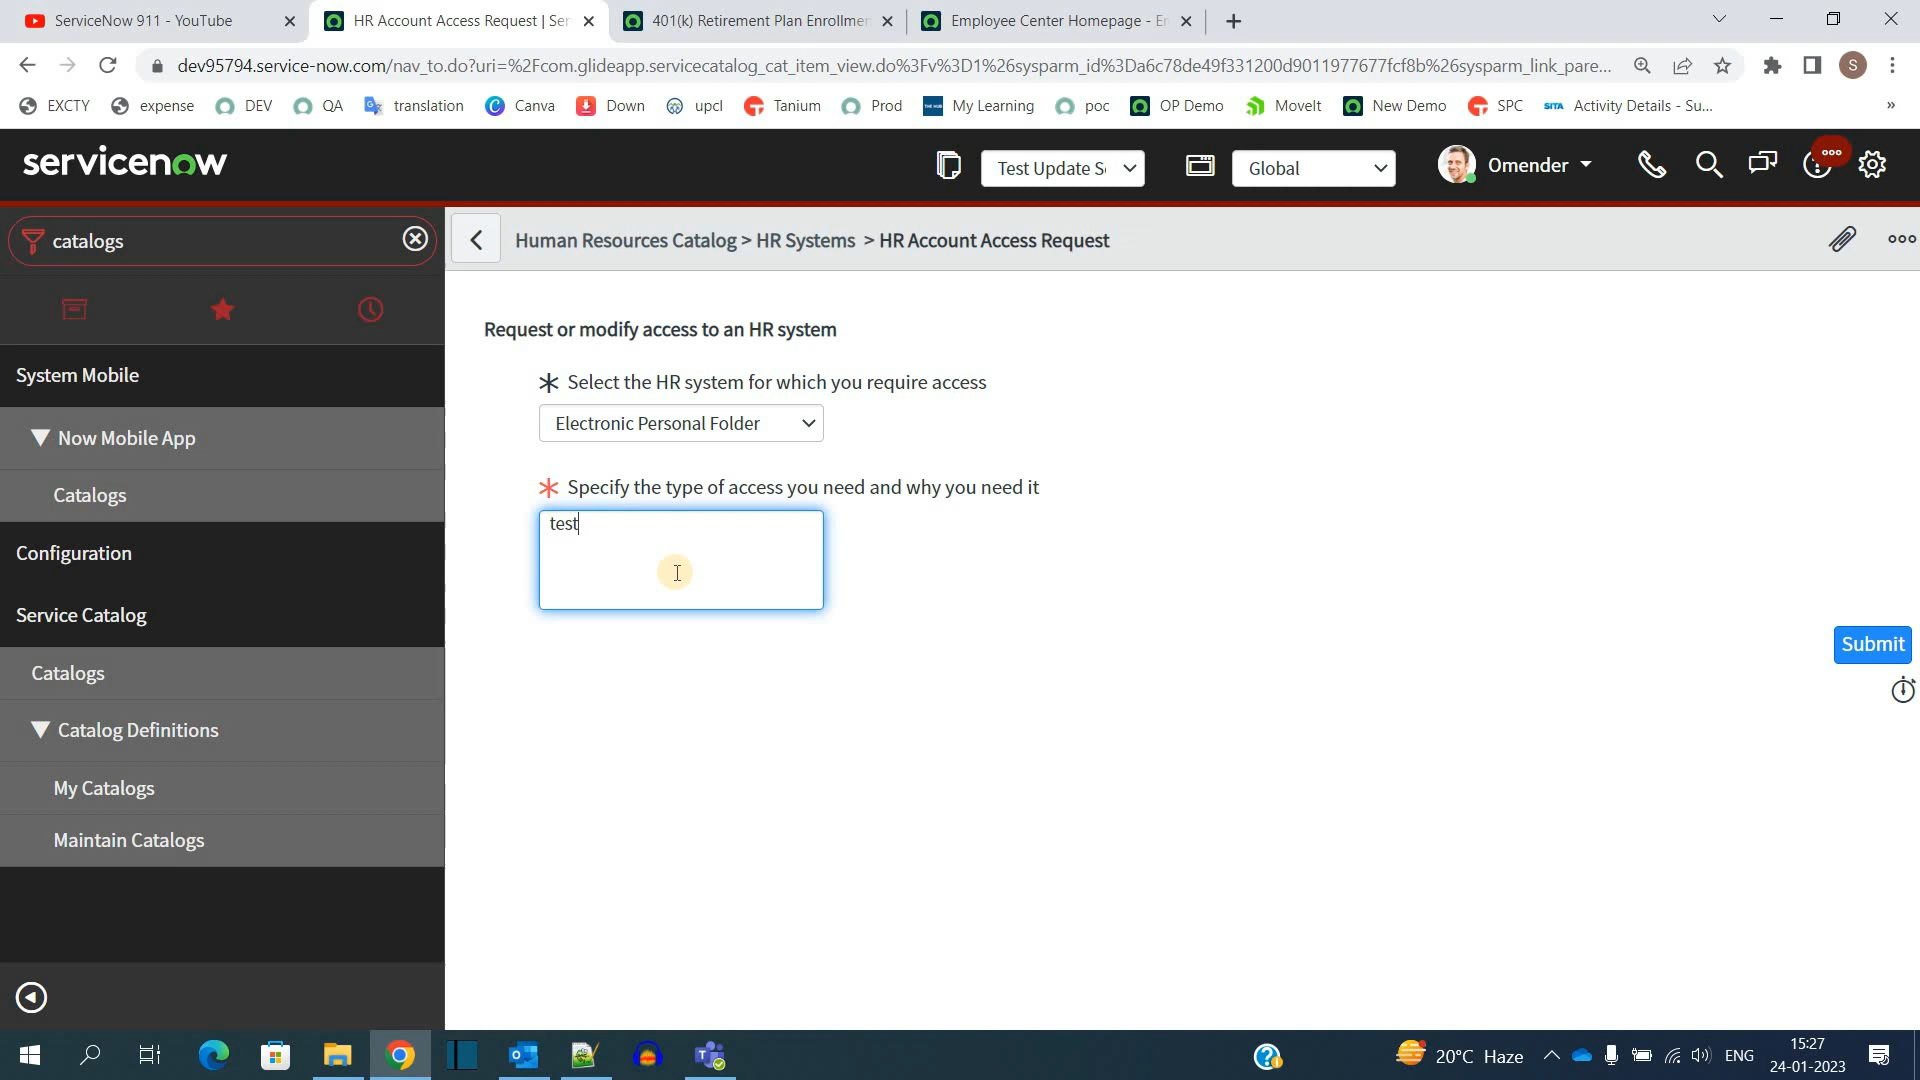 ServiceNow 911 - YouTube
HR Account Access Request | Ser
401(k) Retirement Plan Enrollmen
Employee Center Homepage - En
dev95794.service-now.com/nav_to.do?uri=%2Fcom.glideapp.servicecatalog_cat_item_view.do%3Fv%3D1%26sysparm_id%3Da6c78de49f331200d9011977677fcf8b%26sysparm_link_pare...
S
EXCTY
expense
DEV
QA
translation
Canva
Down
upcl
Tanium
Prod
My Learning
poc
OP Demo
MoveIt
New Demo
SPC
SITA
Activity Details - Su...
»
servicenow
Test Update S
Global
Omender
catalogs
Human Resources Catalog > HR Systems > HR Account Access Request
System Mobile
Now Mobile App
Catalogs
Configuration
Service Catalog
Catalogs
Catalog Definitions
My Catalogs
Maintain Catalogs
Request or modify access to an HR system
Select the HR system for which you require access
Electronic Personal Folder
Specify the type of access you need and why you need it
test
Submit
20°C Haze
ENG
15:27
24-01-2023